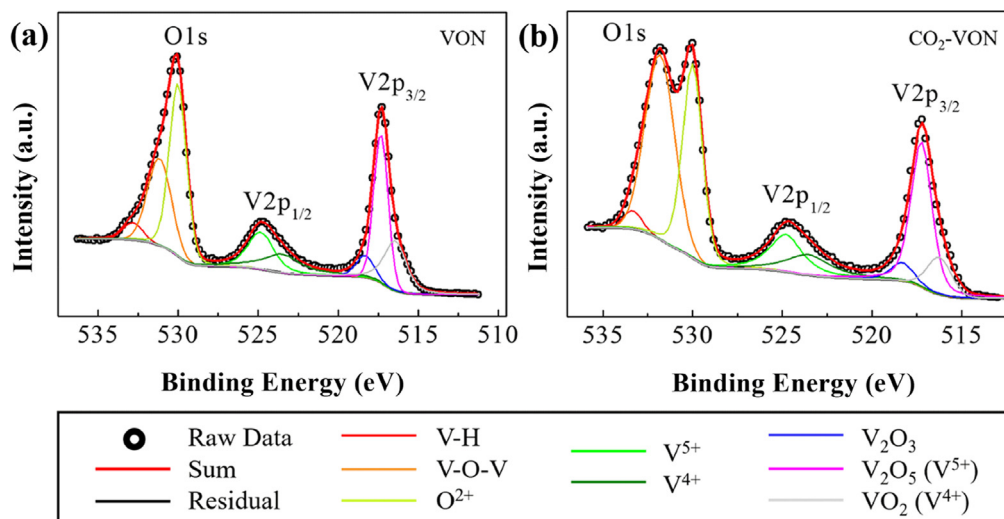 (a)
VON
O1s
V2p3/2
V2p1/2
Intensity (a.u.)
535 530 525 520 515 510
Binding Energy (eV)
(b)
CO2-VON
O1s
V2p3/2
V2p1/2
Intensity (a.u.)
535 530 525 520 515
Binding Energy (eV)
Raw Data
Sum
Residual
V-H
V-O-V
O2+
V5+
V4+
V2O3
V2O5 (V5+)
VO2 (V4+)